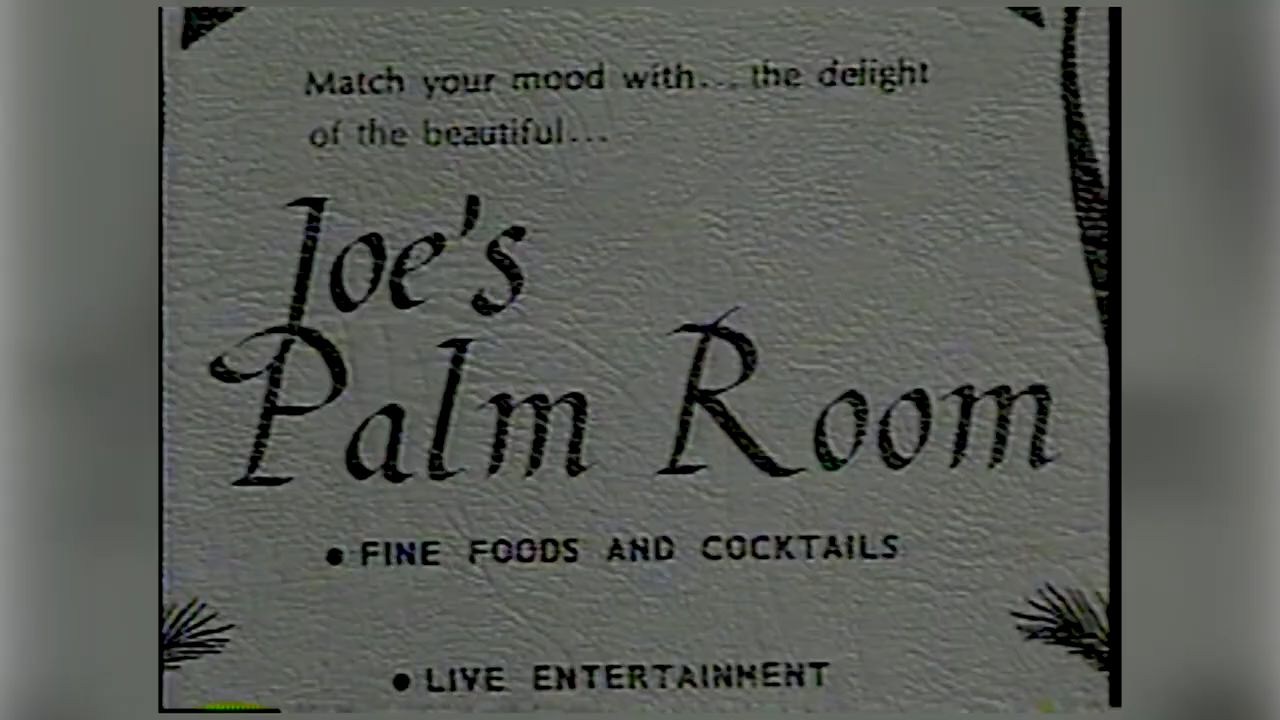 Match your mood with... the delight
of the beautiful...
Joe's
Palm Room
• FINE FOODS AND COCKTAILS
• LIVE ENTERTAINMENT